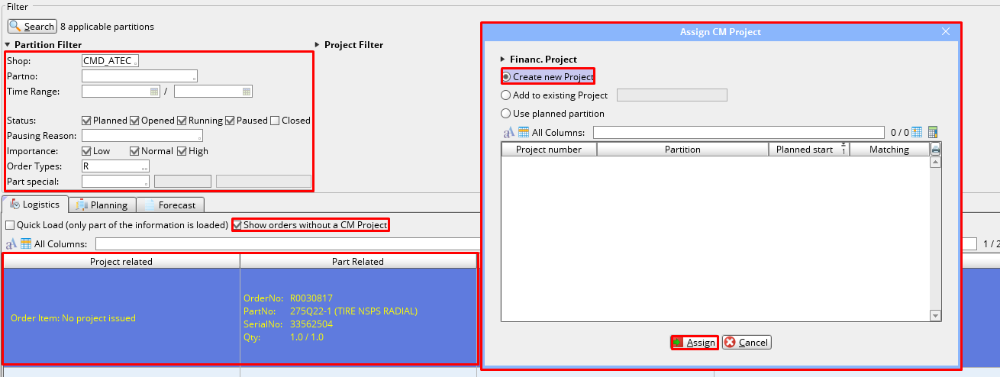 Filter
Search 8 applicable partitions
Partition Filter
Project Filter
Shop: CMD_ATEC
Partno:
Time Range: /
Status: Planned Opened Running Paused Closed
Pausing Reason:
Importance: Low Normal High
Order Types: R
Part special:
Logistics Planning Forecast
Quick Load (only part of the information is loaded) Show orders without a CM Project
All Columns: 1 / 2
Project related Part Related
Order Item: No project issued
OrderNo: R0030817
PartNo: 275Q22-1 (TIRE NSPS RADIAL)
SerialNo: 33562504
Qty: 1.0 / 1.0
Assign CM Project
Financ. Project
Create new Project
Add to existing Project
Use planned partition
All Columns: 0 / 0
Project number Partition Planned start 1 Matching
Assign Cancel